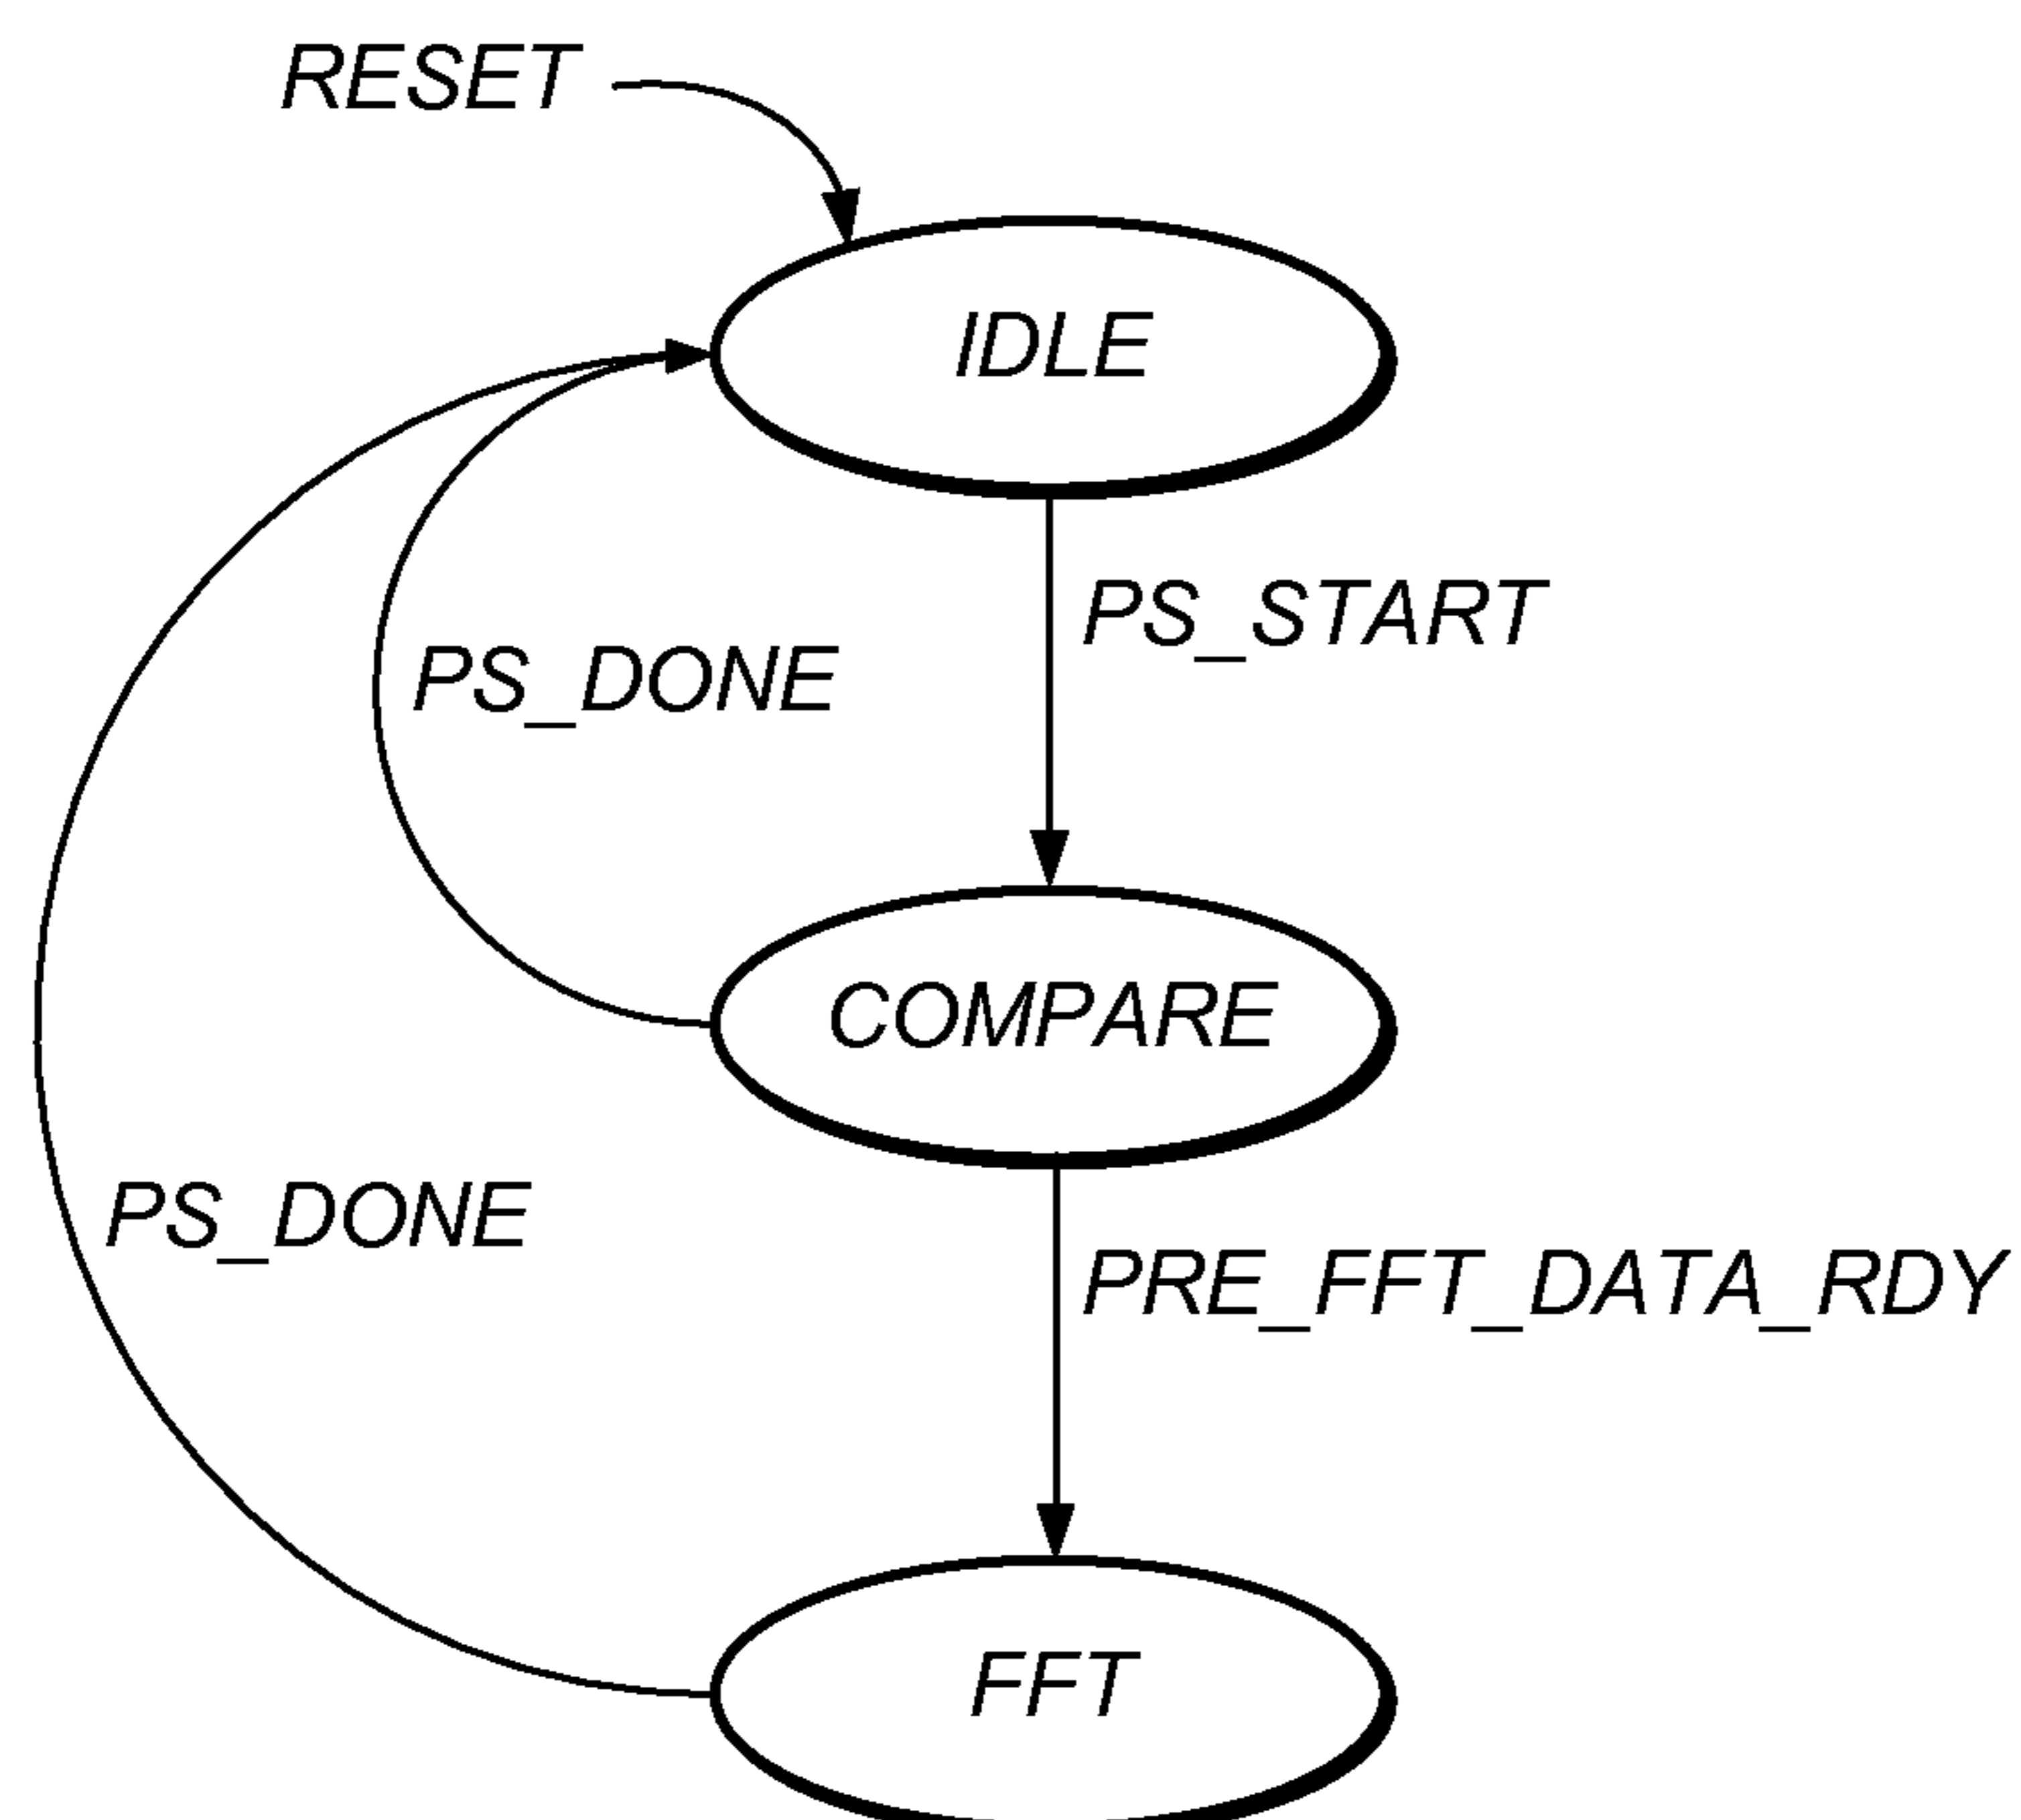 RESET
IDLE
PS_START
PS_DONE
COMPARE
PS_DONE
PRE_FFT_DATA_RDY
FFT